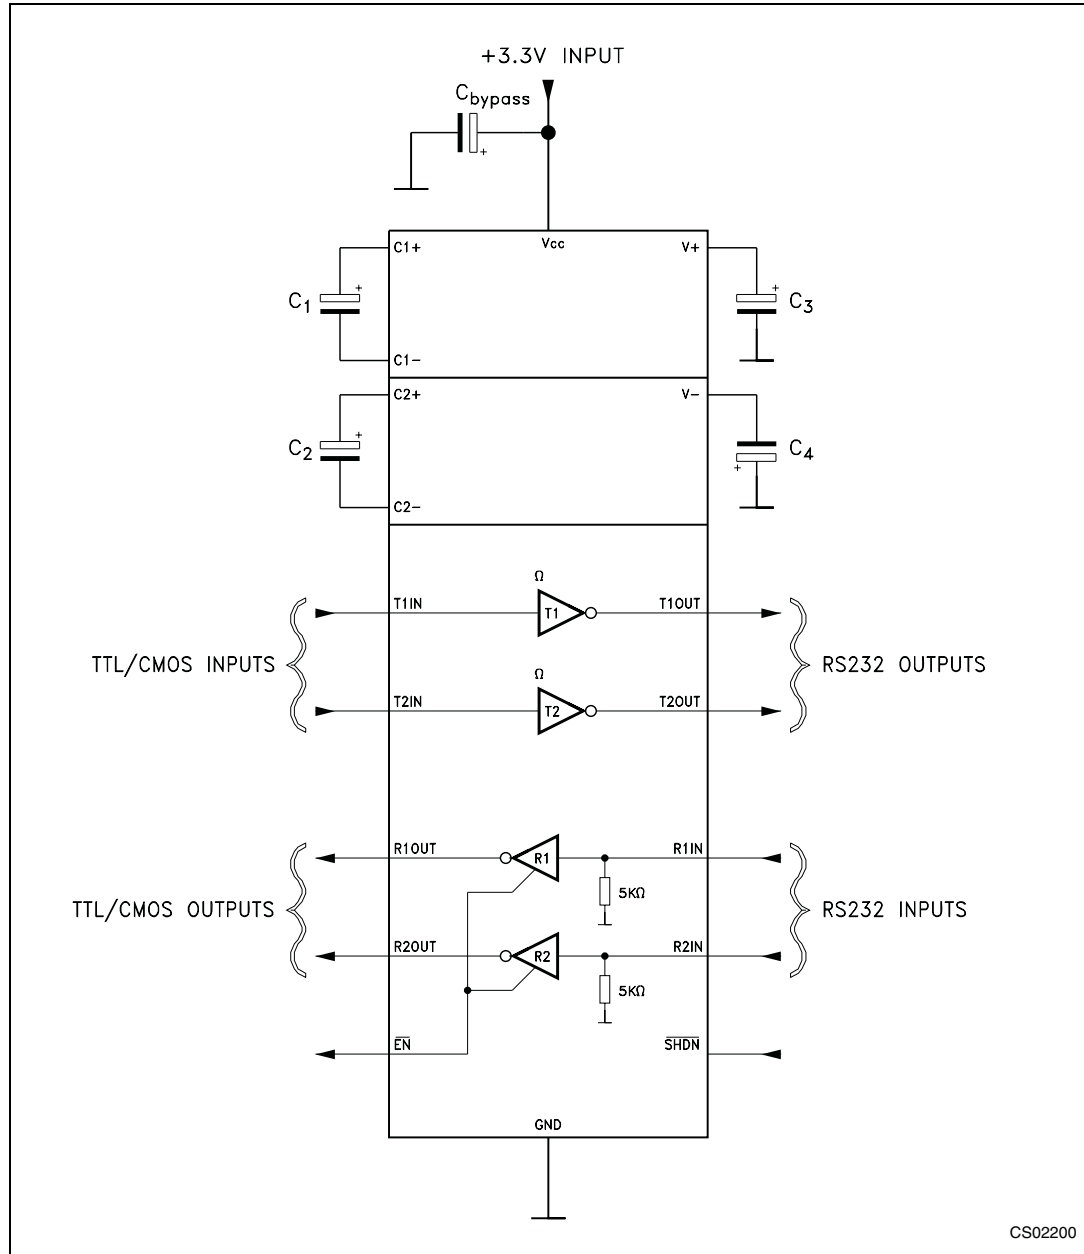 +3.3V INPUT
Cbypass
+
Vcc
C1+
V+
+
+
C1
C3
C1-
C2+
V-
+
C2
C4
+
C2-
Ω
T1IN
T1
T1OUT
TTL/CMOS INPUTS
RS232 OUTPUTS
Ω
T2IN
T2
T2OUT
R1OUT
R1
R1IN
5KΩ
TTL/CMOS OUTPUTS
RS232 INPUTS
R2OUT
R2
R2IN
5KΩ
E̅N̅
S̅H̅D̅N̅
GND
CS02200